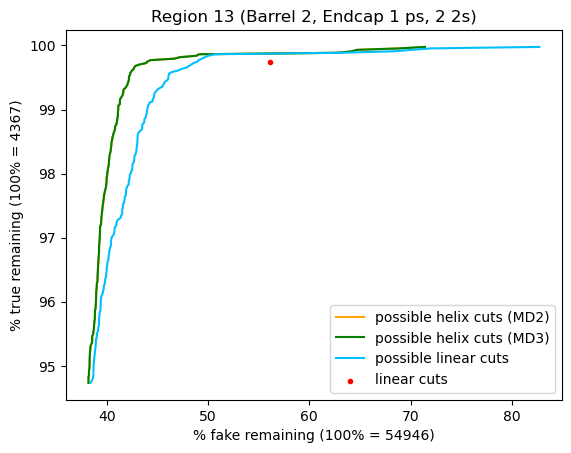 Region 13 (Barrel 2, Endcap 1 ps, 2 2s)
% true remaining (100% = 4367)
100
99
98
97
96
95
possible helix cuts (MD2)
possible helix cuts (MD3)
possible linear cuts
linear cuts
40 50 60 70 80
% fake remaining (100% = 54946)